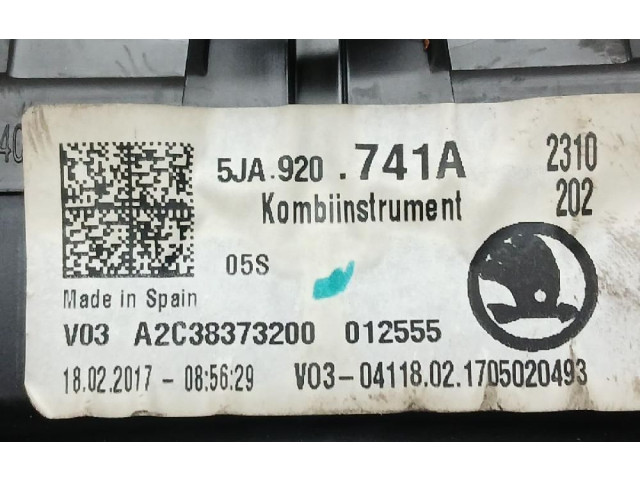 5JA.920 .741A 2310
Kombiinstrument 202
05S
Made in Spain
V03 A2C38373200 012555
18.02.2017 - 08:56:29 V03-04118.02.1705020493